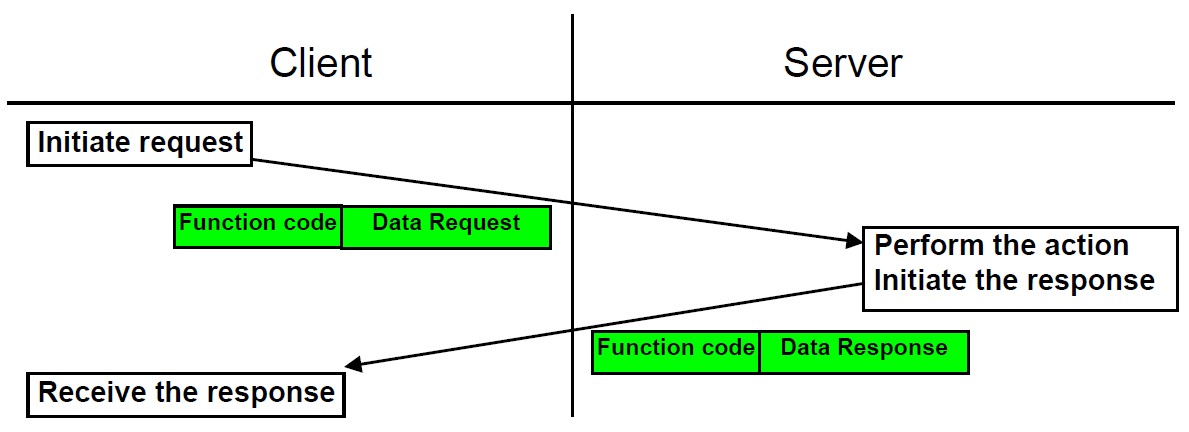 Client
Server
Initiate request
Function code Data Request
Perform the action
Initiate the response
Function code Data Response
Receive the response